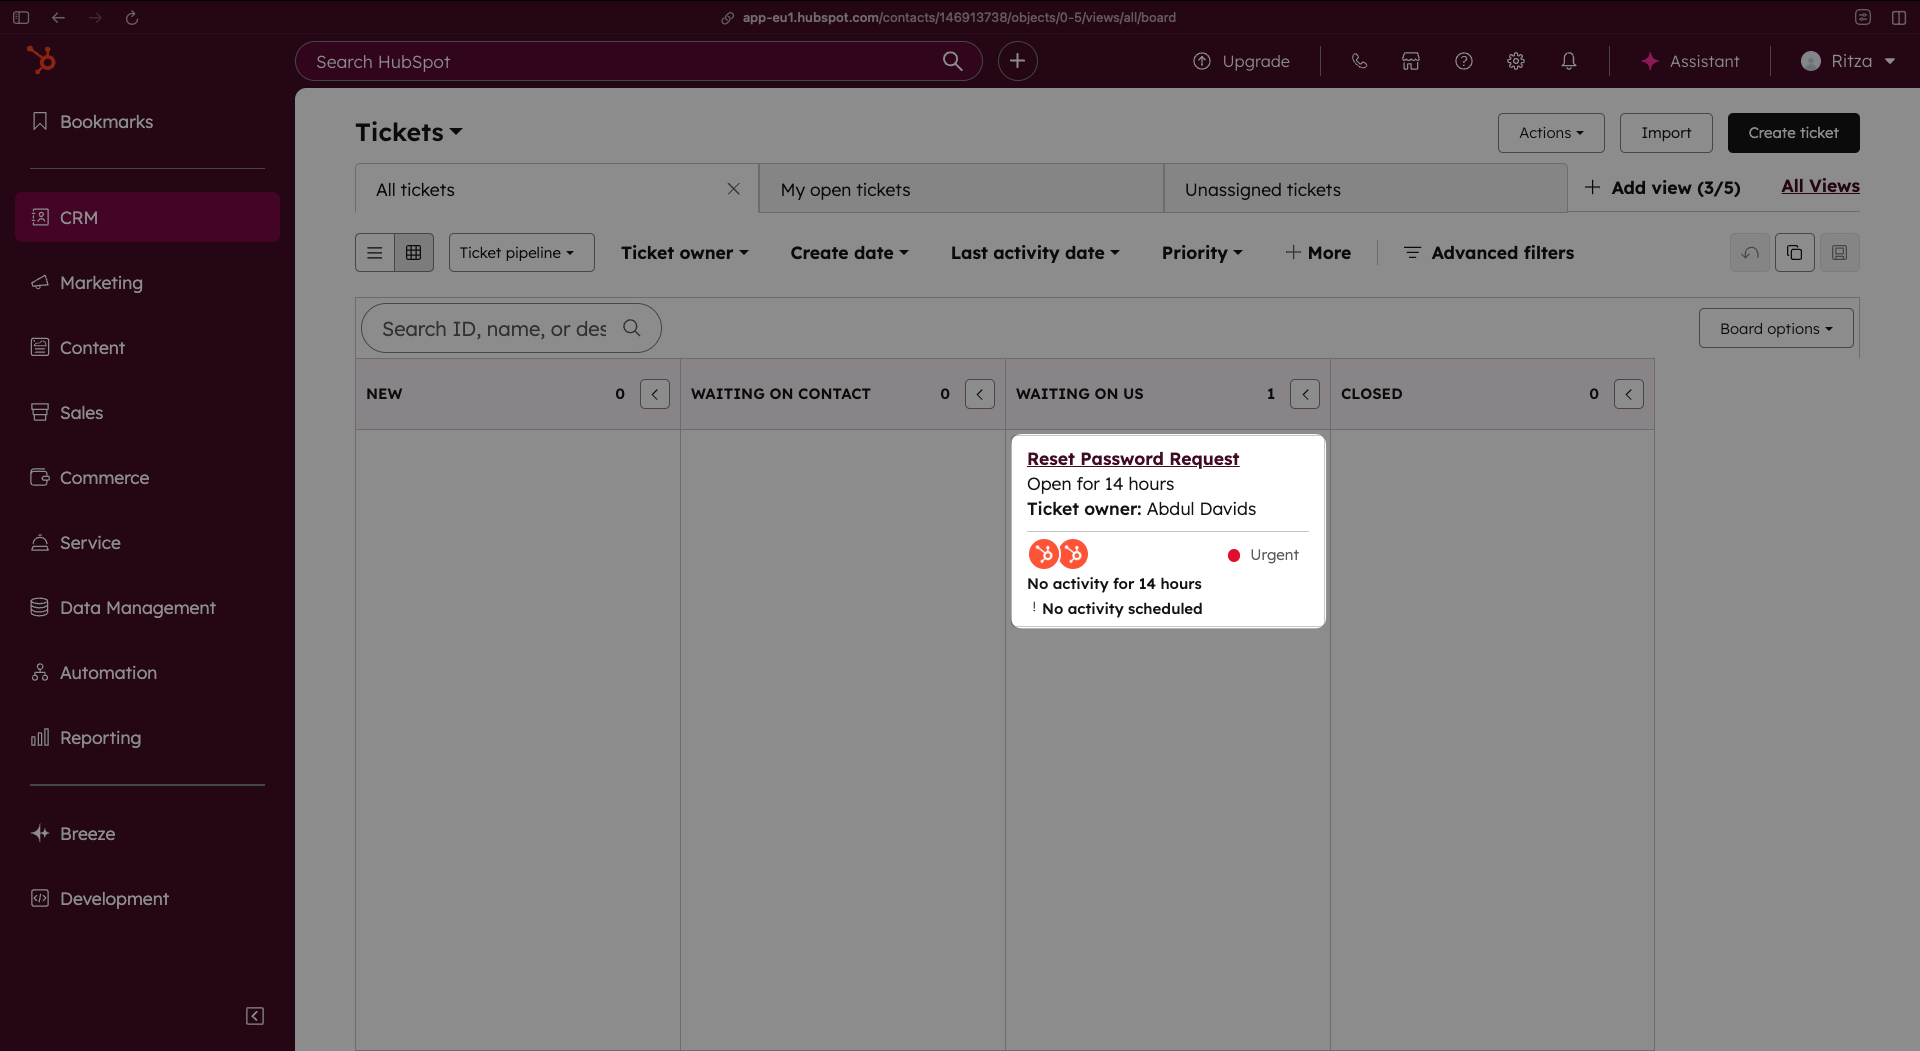 app-eu1.hubspot.com/contacts/146913738/objects/0-5/views/all/board
Search HubSpot
Upgrade
Assistant
Ritza
Bookmarks
CRM
Marketing
Content
Sales
Commerce
Service
Data Management
Automation
Reporting
Breeze
Development
Tickets
Actions
Import
Create ticket
All tickets
My open tickets
Unassigned tickets
Add view (3/5)
All Views
Ticket pipeline
Ticket owner
Create date
Last activity date
Priority
More
Advanced filters
Search ID, name, or des
Board options
NEW 0
WAITING ON CONTACT 0
WAITING ON US 1
CLOSED 0
Reset Password Request
Open for 14 hours
Ticket owner: Abdul Davids
Urgent
No activity for 14 hours
! No activity scheduled